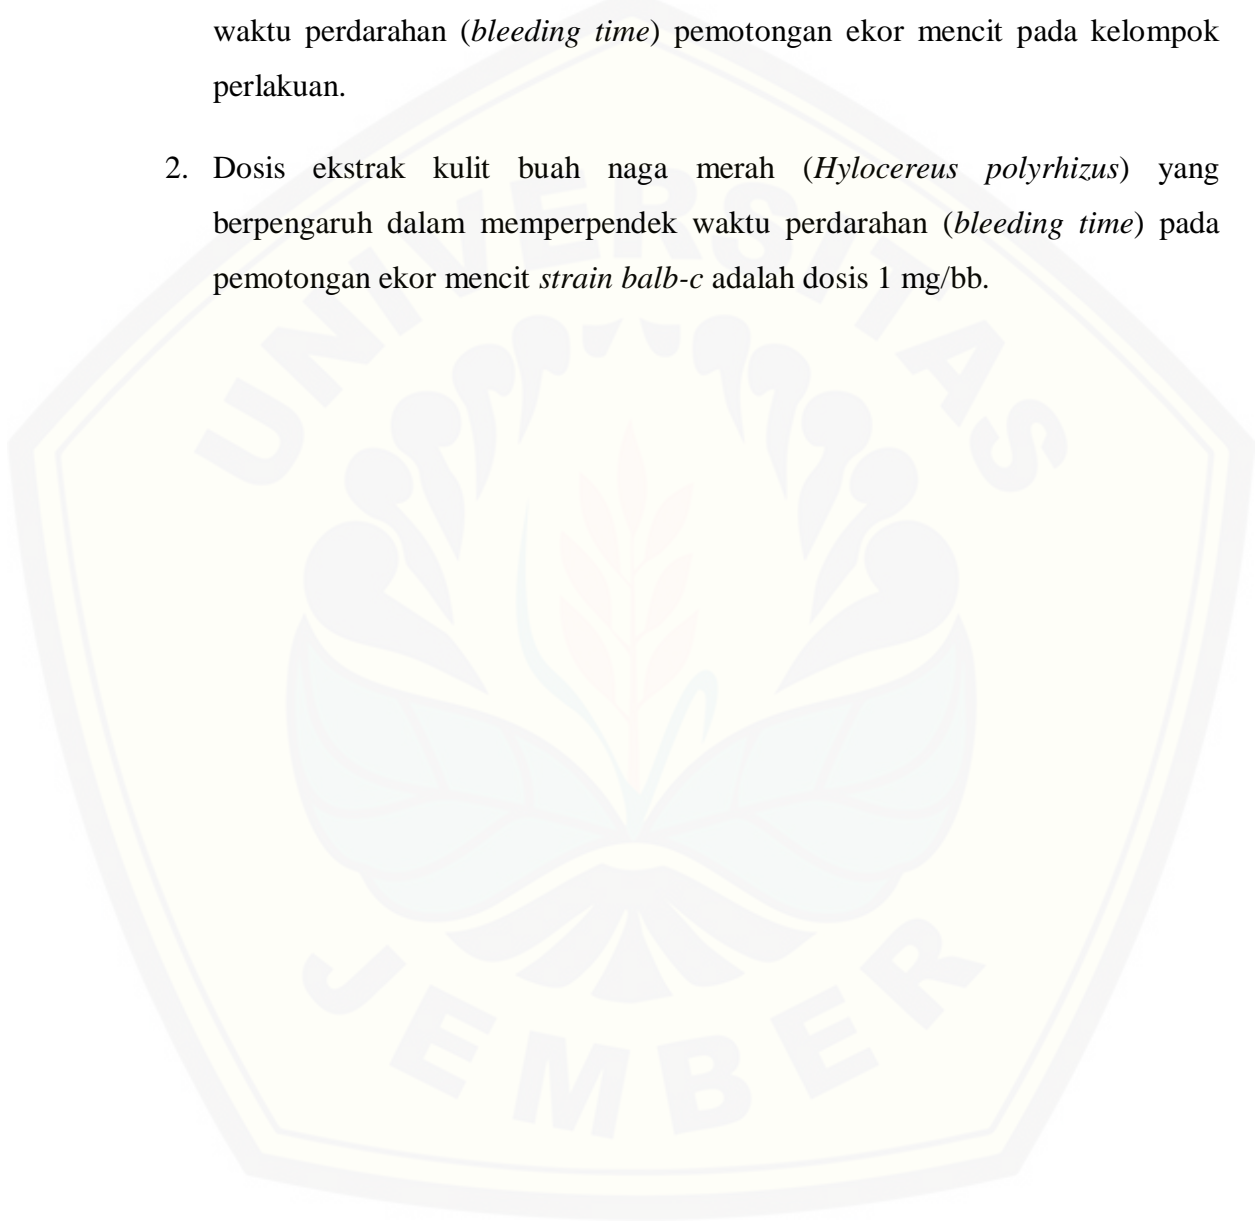 waktu perdarahan (bleeding time) pemotongan ekor mencit pada kelompok
perlakuan.
2. Dosis ekstrak kulit buah naga merah (Hylocereus polyrhizus) yang
berpengaruh dalam memperpendek waktu perdarahan (bleeding time) pada
pemotongan ekor mencit strain balb-c adalah dosis 1 mg/bb.
UNIVERSITAS
JEMBER